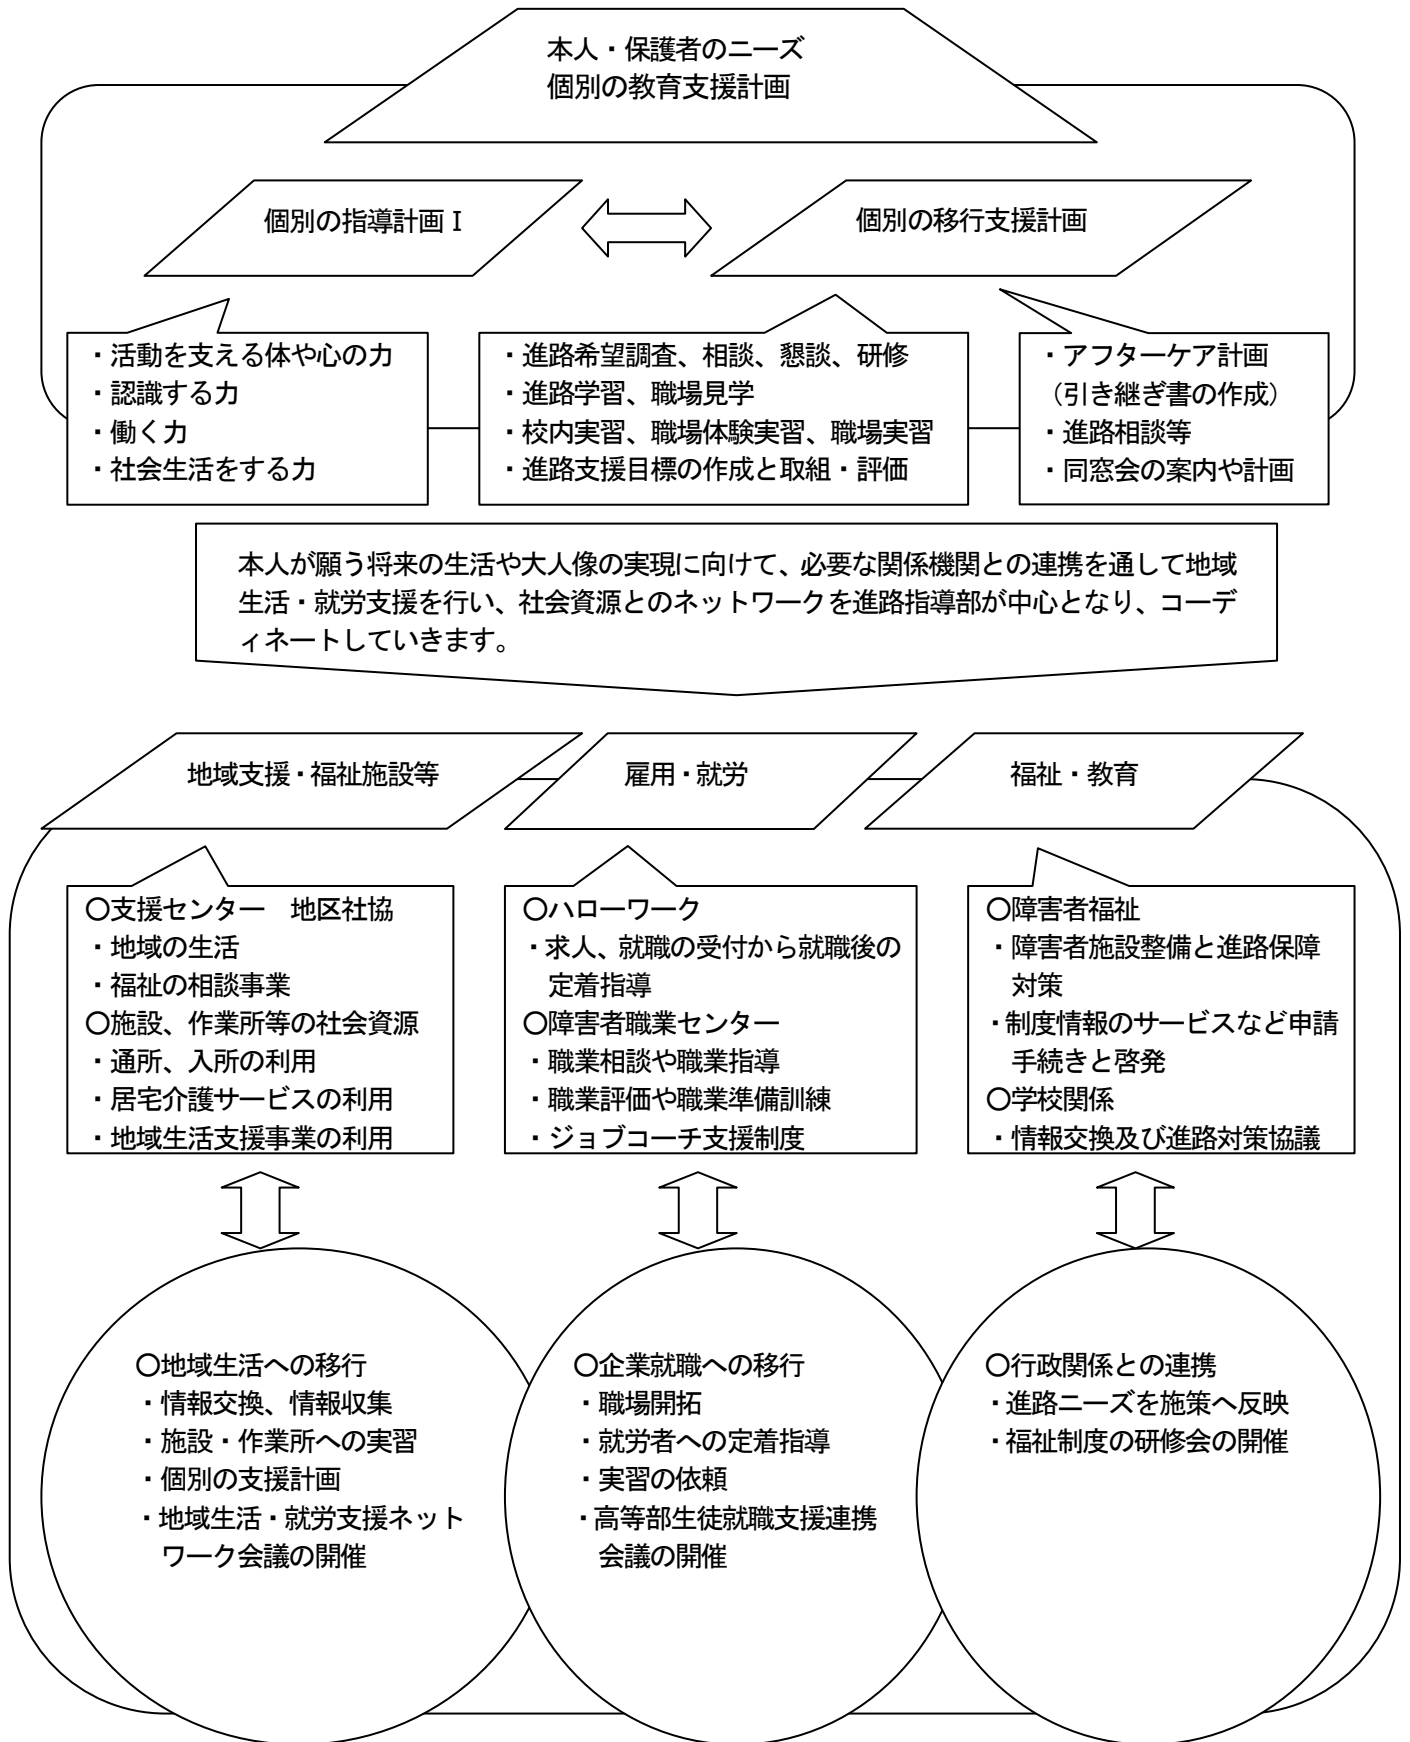 本人・保護者のニーズ
個別の教育支援計画
個別の指導計画Ⅰ
個別の移行支援計画
・活動を支える体や心の力
・認識する力
・働く力
・社会生活をする力
・進路希望調査、相談、懇談、研修
・進路学習、職場見学
・校内実習、職場体験実習、職場実習
・進路支援目標の作成と取組・評価
・アフターケア計画
（引き継ぎ書の作成）
・進路相談等
・同窓会の案内や計画
本人が願う将来の生活や大人像の実現に向けて、必要な関係機関との連携を通して地域
生活・就労支援を行い、社会資源とのネットワークを進路指導部が中心となり、コーデ
ィネートしていきます。
地域支援・福祉施設等
雇用・就労
福祉・教育
○支援センター　地区社協
・地域の生活
・福祉の相談事業
○施設、作業所等の社会資源
・通所、入所の利用
・居宅介護サービスの利用
・地域生活支援事業の利用
○ハローワーク
・求人、就職の受付から就職後の
定着指導
○障害者職業センター
・職業相談や職業指導
・職業評価や職業準備訓練
・ジョブコーチ支援制度
○障害者福祉
・障害者施設整備と進路保障
対策
・制度情報のサービスなど申請
手続きと啓発
○学校関係
・情報交換及び進路対策協議
○地域生活への移行
・情報交換、情報収集
・施設・作業所への実習
・個別の支援計画
・地域生活・就労支援ネット
ワーク会議の開催
○企業就職への移行
・職場開拓
・就労者への定着指導
・実習の依頼
・高等部生徒就職支援連携
会議の開催
○行政関係との連携
・進路ニーズを施策へ反映
・福祉制度の研修会の開催